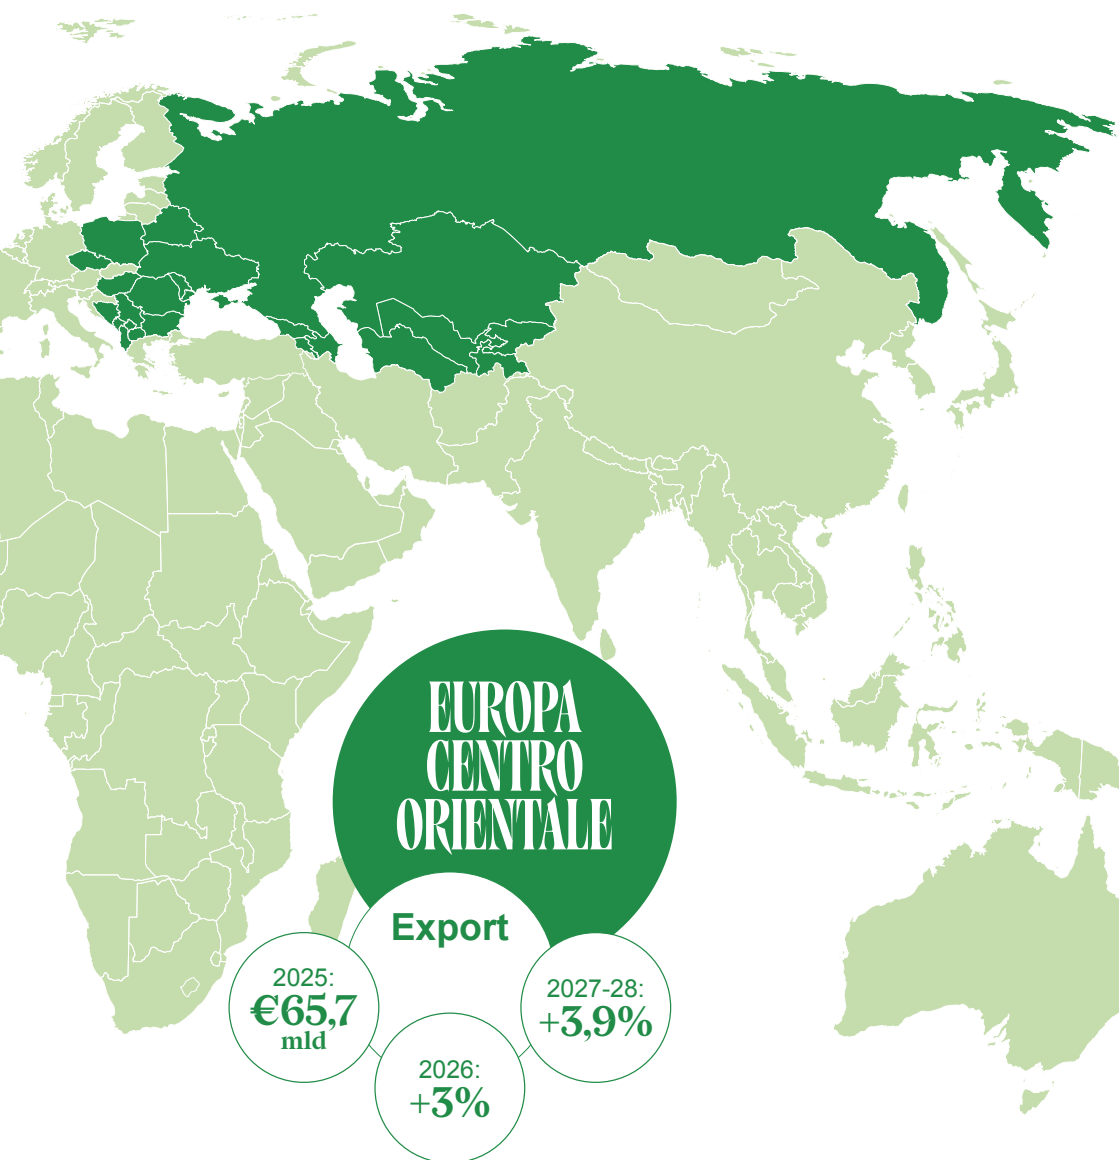 EUROPA
CENTRO
ORIENTALE
Export
2025:
€65,7
mld
2026:
+3%
2027-28:
+3,9%